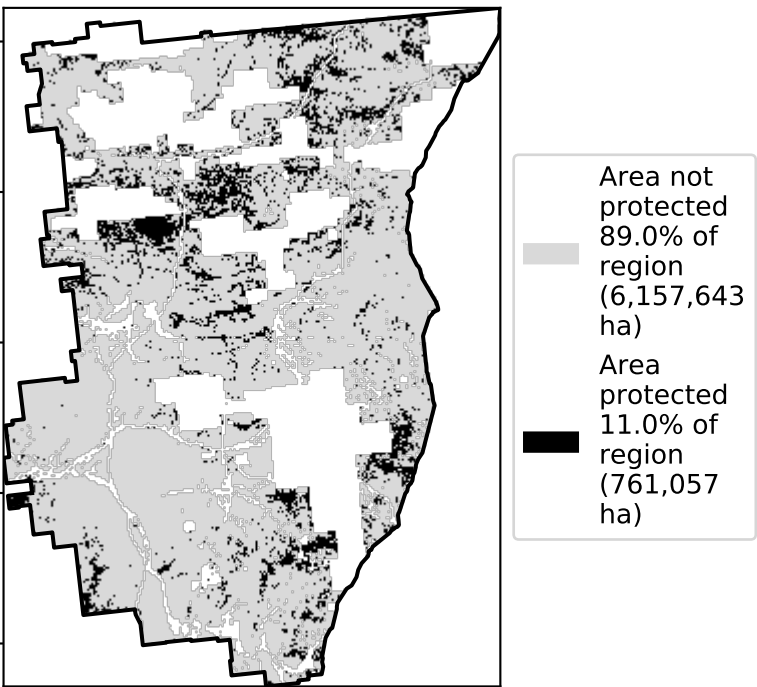 Area not
protected
89.0% of
region
(6,157,643
ha)
Area
protected
11.0% of
region
(761,057
ha)